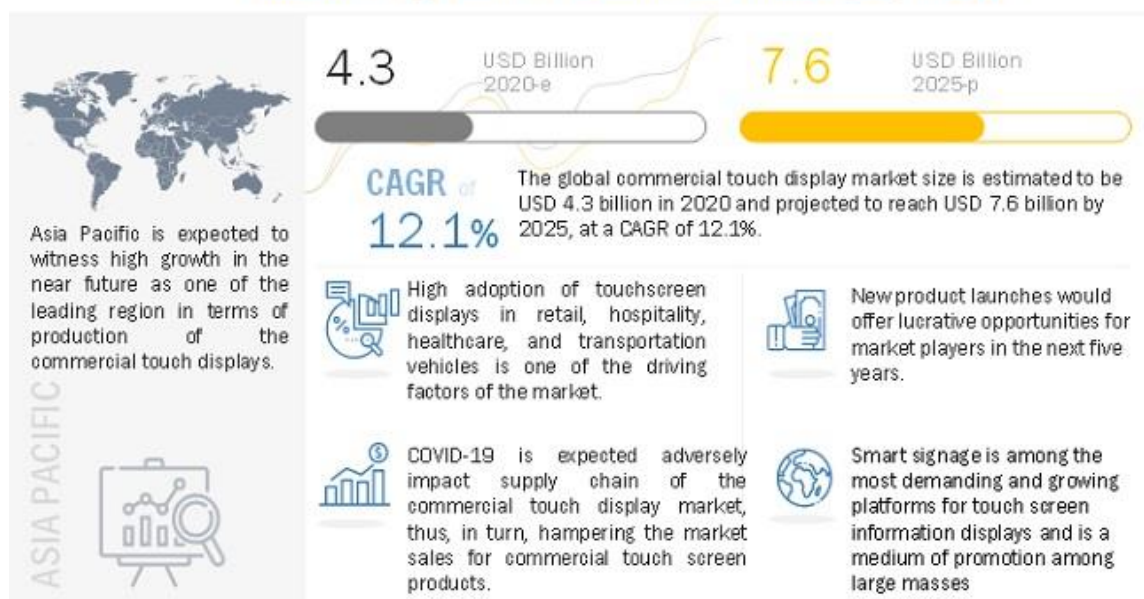 4.3
USD Billion
2020-e
7.6
USD Billion
2025-p
CAGR of
12.1%
The global commercial touch display market size is estimated to be
USD 4.3 billion in 2020 and projected to reach USD 7.6 billion by
2025, at a CAGR of 12.1%.
Asia Pacific is expected to
witness high growth in the
near future as one of the
leading region in terms of
production of the
commercial touch displays.
ASIA PACIFIC
High adoption of touchscreen
displays in retail, hospitality,
healthcare, and transportation
vehicles is one of the driving
factors of the market.
New product launches would
offer lucrative opportunities for
market players in the next five
years.
COVID-19 is expected adversely
impact supply chain of the
commercial touch display market,
thus, in turn, hampering the market
sales for commercial touch screen
products.
Smart signage is among the
most demanding and growing
platforms for touch screen
information displays and is a
medium of promotion among
large masses